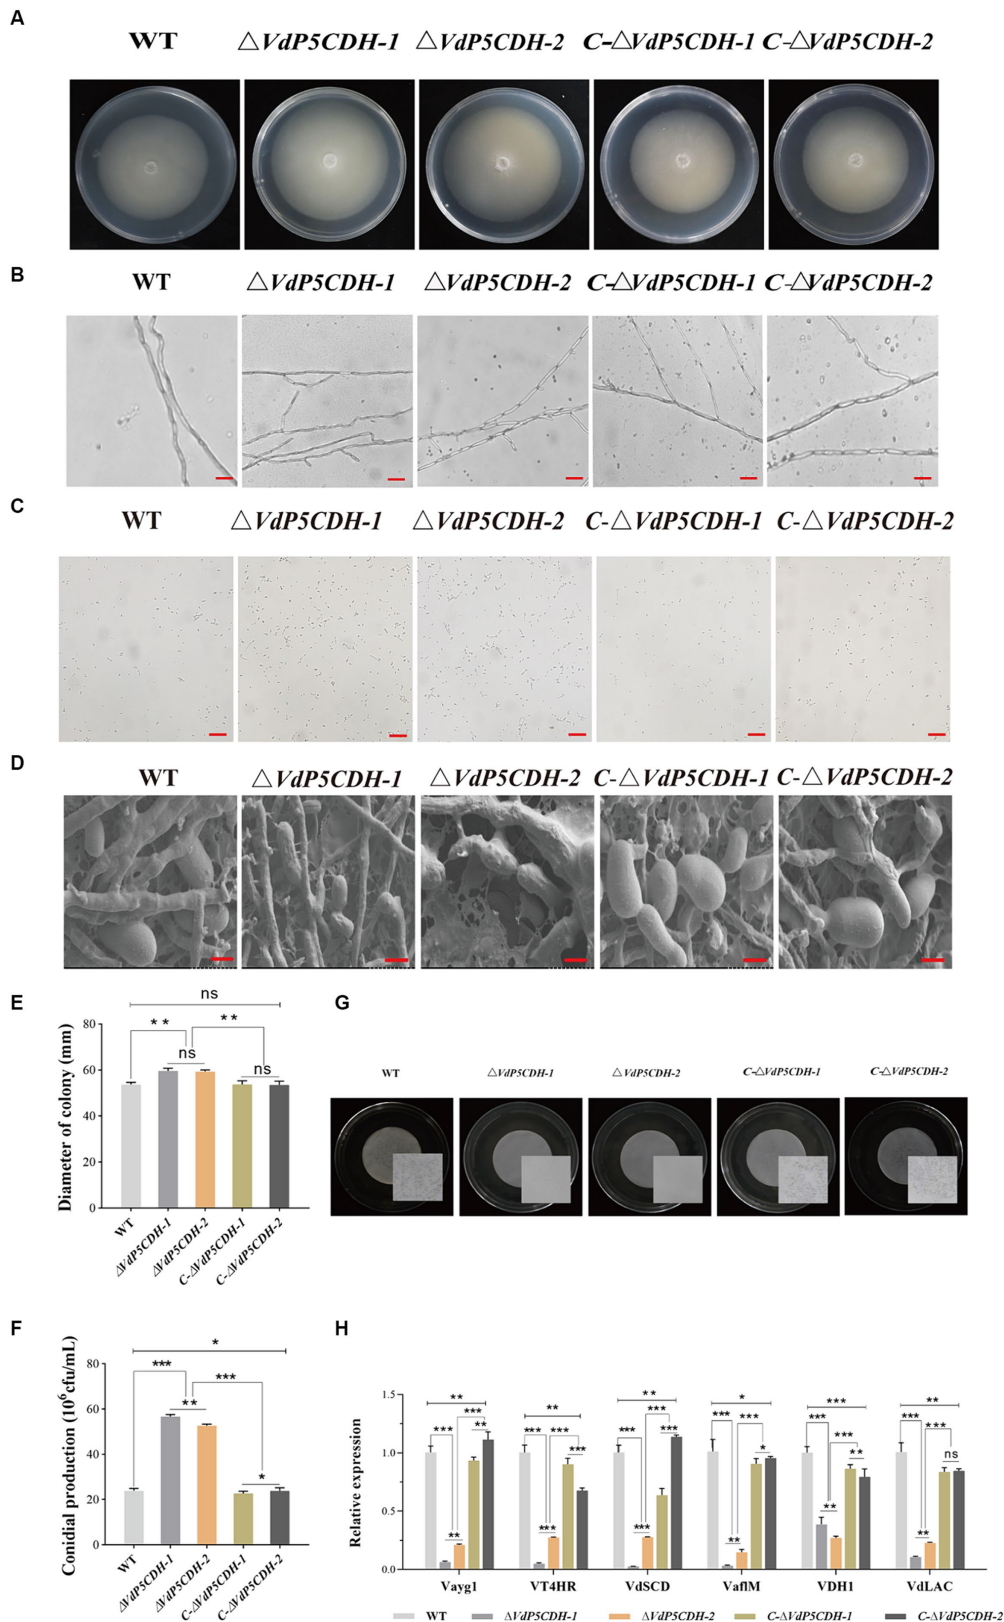 A
WT △VdP5CDH-1 △VdP5CDH-2 C-△VdP5CDH-1 C-△VdP5CDH-2
B
WT △VdP5CDH-1 △VdP5CDH-2 C-△VdP5CDH-1 C-△VdP5CDH-2
C
WT △VdP5CDH-1 △VdP5CDH-2 C-△VdP5CDH-1 C-△VdP5CDH-2
D
WT △VdP5CDH-1 △VdP5CDH-2 C-△VdP5CDH-1 C-△VdP5CDH-2
E
Diameter of colony (mm)
80
60
40
20
0
ns
** **
ns ns
WT ΔVdP5CDH-1 ΔVdP5CDH-2 C-ΔVdP5CDH-1 C-ΔVdP5CDH-2
G
WT △VdP5CDH-1 △VdP5CDH-2 C-△VdP5CDH-1 C-△VdP5CDH-2
F
Conidial production (10⁶cfu/mL)
80
60
40
20
0
*
*** ***
** *
WT ΔVdP5CDH-1 ΔVdP5CDH-2 C-ΔVdP5CDH-1 C-ΔVdP5CDH-2
H
Relative expression
1.5
1.0
0.5
0.0
** ** ** * *** **
*** *** *** *** *** *** *** *** *** *** *** ***
** *** *** * ** ns
** *** *** ** ** **
Vayg1 VT4HR VdSCD VaflM VDH1 VdLAC
WT ΔVdP5CDH-1 ΔVdP5CDH-2 C-ΔVdP5CDH-1 C-ΔVdP5CDH-2